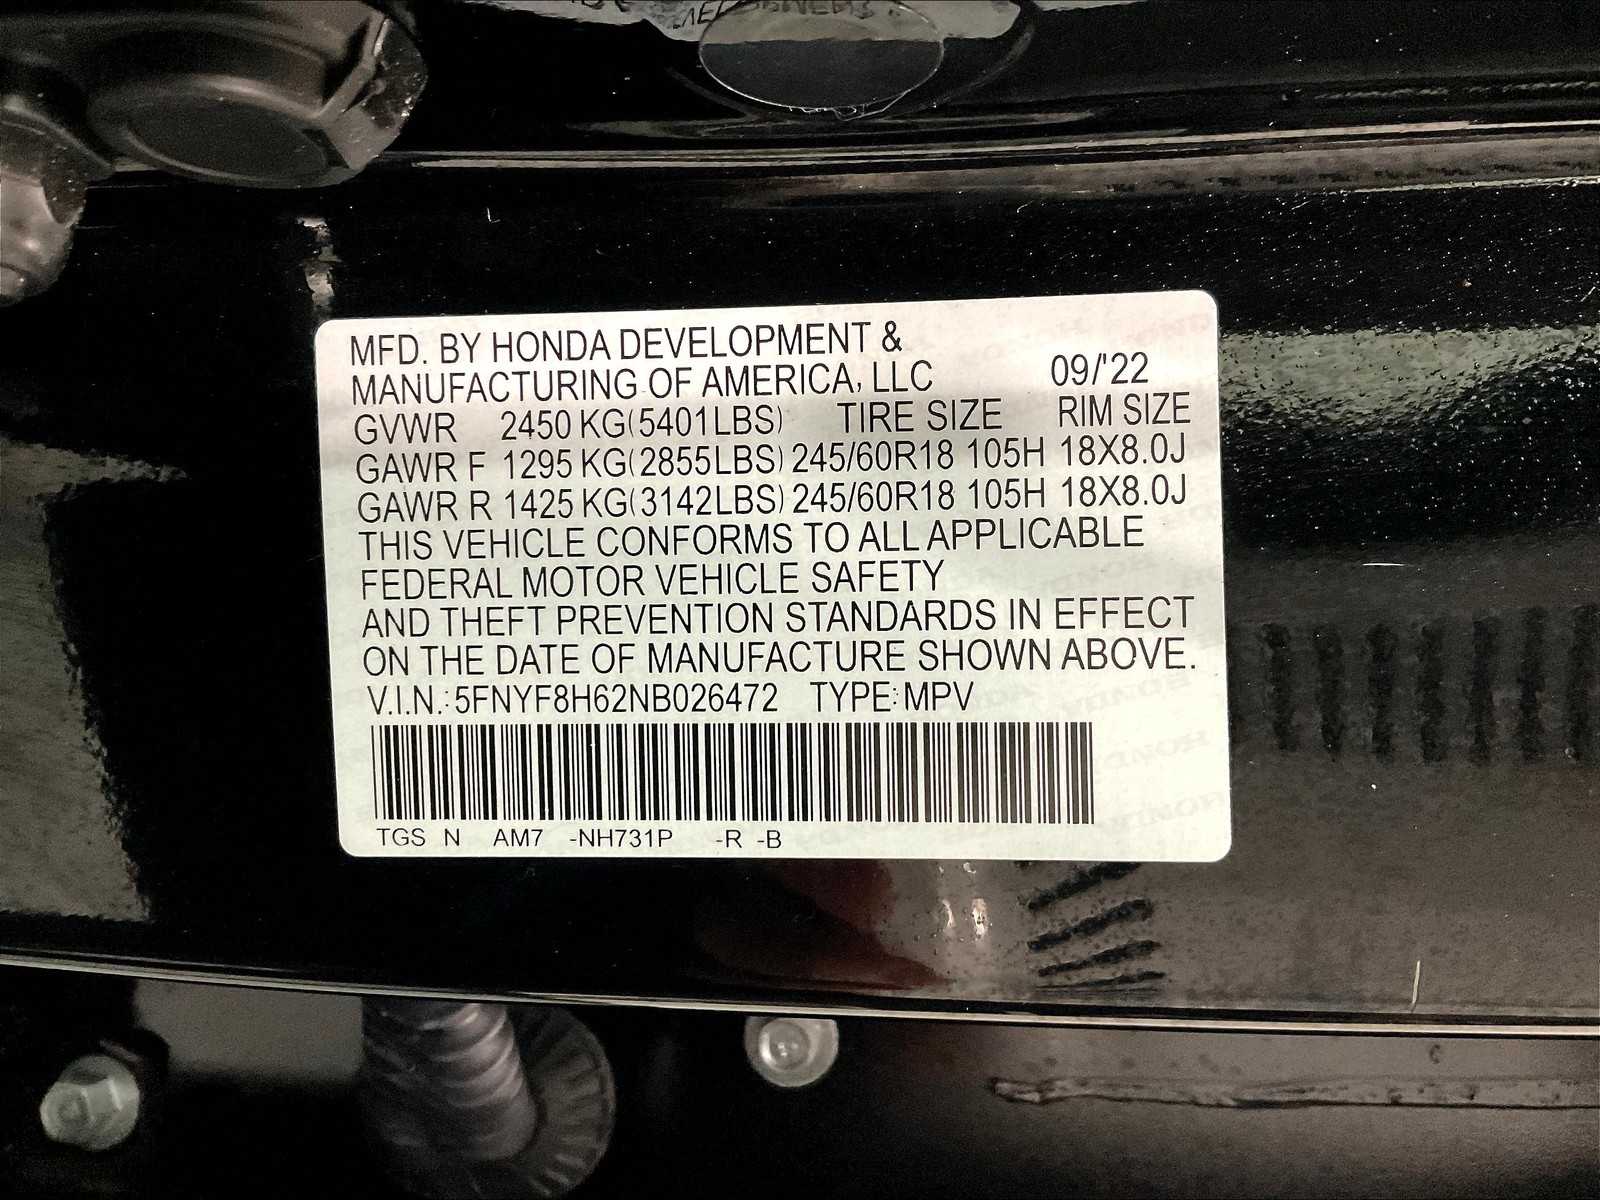 MFD. BY HONDA DEVELOPMENT &
MANUFACTURING OF AMERICA, LLC 09/'22
GVWR 2450 KG(5401LBS) TIRE SIZE RIM SIZE
GAWR F 1295 KG(2855LBS) 245/60R18 105H 18X8.0J
GAWR R 1425 KG(3142LBS) 245/60R18 105H 18X8.0J
THIS VEHICLE CONFORMS TO ALL APPLICABLE
FEDERAL MOTOR VEHICLE SAFETY
AND THEFT PREVENTION STANDARDS IN EFFECT
ON THE DATE OF MANUFACTURE SHOWN ABOVE.
V.I.N.: 5FNYF8H62NB026472 TYPE: MPV
TGS N AM7 -NH731P -R -B